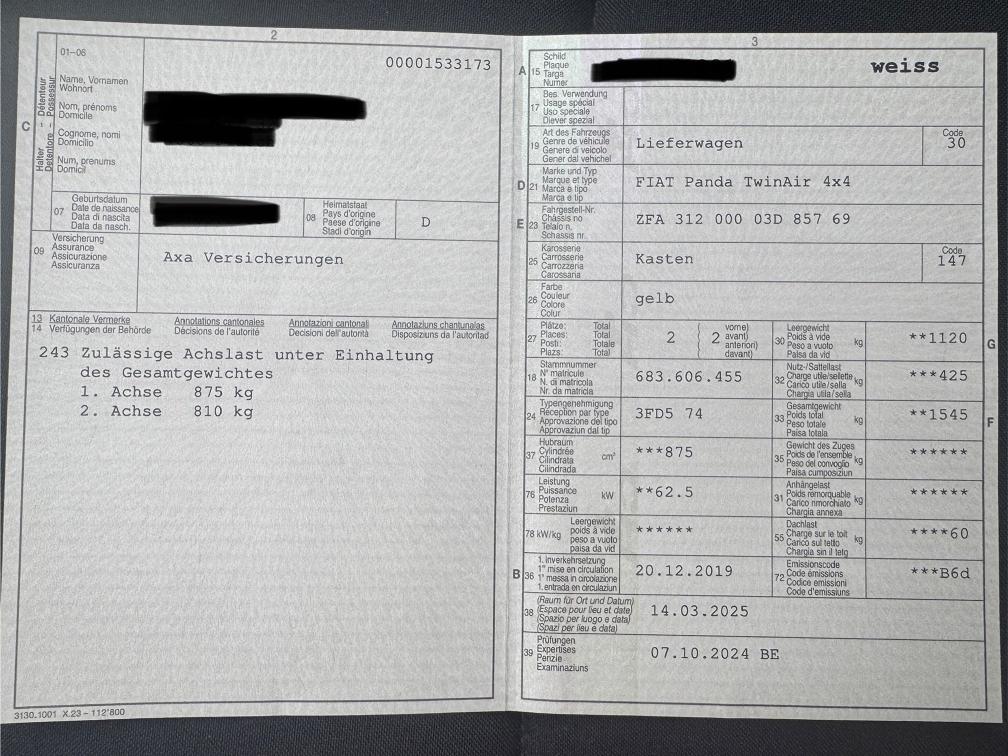 2
01-06
00001533173
C
Halter – Détenteur
Detentore – Possessur
Name, Vornamen
Wohnort
Nom, prénoms
Domicile
Cognome, nomi
Domicilio
Num, prenums
Domicil
07
Geburtsdatum
Date de naissance
Data di nascita
Data da nasch.
08
Heimatstaat
Pays d'origine
Paese d'origine
Stadi d'origin
D
09
Versicherung
Assurance
Assicurazione
Assicuranza
Axa Versicherungen
13 Kantonale Vermerke Annotations cantonales Annotazioni cantonali Annotaziuns chantunalas
14 Verfügungen der Behörde Décisions de l'autorité Decisioni dell'autorità Disposiziuns da l'autoritad
243 Zulässige Achslast unter Einhaltung
des Gesamtgewichtes
1. Achse 875 kg
2. Achse 810 kg
3130.1001 X.23 – 112'800
3
A 15
Schild
Plaque
Targa
Numer
weiss
17
Bes. Verwendung
Usage spécial
Uso speciale
Diever spezial
19
Art des Fahrzeugs
Genre de véhicule
Genere di veicolo
Gener dal vehichel
Lieferwagen
Code
30
D 21
Marke und Typ
Marque et type
Marca e tipo
Marca e tip
FIAT Panda TwinAir 4x4
E 23
Fahrgestell-Nr.
Châssis no
Telaio n.
Schassis nr.
ZFA 312 000 03D 857 69
25
Karosserie
Carrosserie
Carrozzeria
Carossaria
Kasten
Code
147
26
Farbe
Couleur
Colore
Colur
gelb
27
Plätze: Total
Places: Total
Posti: Totale
Plazs: Total
2
2
vorne)
avant)
anteriori)
davant)
30
Leergewicht
Poids à vide
Peso a vuoto
Paisa da vid
kg
**1120
G
18
Stammnummer
N° matricule
N. di matricola
Nr. da matricla
683.606.455
32
Nutz-/Sattellast
Charge utile/sellette
Carico utile/sella
Chargia utila/sella
kg
***425
24
Typengenehmigung
Réception par type
Approvazione del tipo
Approvaziun dal tip
3FD5 74
33
Gesamtgewicht
Poids total
Peso totale
Paisa totala
kg
**1545
F
37
Hubraum
Cylindrée
Cilindrata
Cilindrada
cm³
***875
35
Gewicht des Zuges
Poids de l'ensemble
Peso del convoglio
Paisa cumposiziun
kg
******
76
Leistung
Puissance
Potenza
Prestaziun
kW
**62.5
31
Anhängelast
Poids remorquable
Carico rimorchiato
Chargia annexa
kg
******
78 kW/kg
Leergewicht
poids à vide
peso a vuoto
paisa da vid
******
55
Dachlast
Charge sur le toit
Carico sul tetto
Chargia sin il tetg
kg
****60
B 36
1. Inverkehrsetzung
1re mise en circulation
1a messa in circolazione
1. entrada en circulaziun
20.12.2019
72
Emissionscode
Code émissions
Codice emissioni
Code d'emissiuns
***B6d
38
(Raum für Ort und Datum)
(Espace pour lieu et date)
(Spazio per luogo e data)
(Spazi per lieu e data)
14.03.2025
39
Prüfungen
Expertises
Perizie
Examinaziuns
07.10.2024 BE